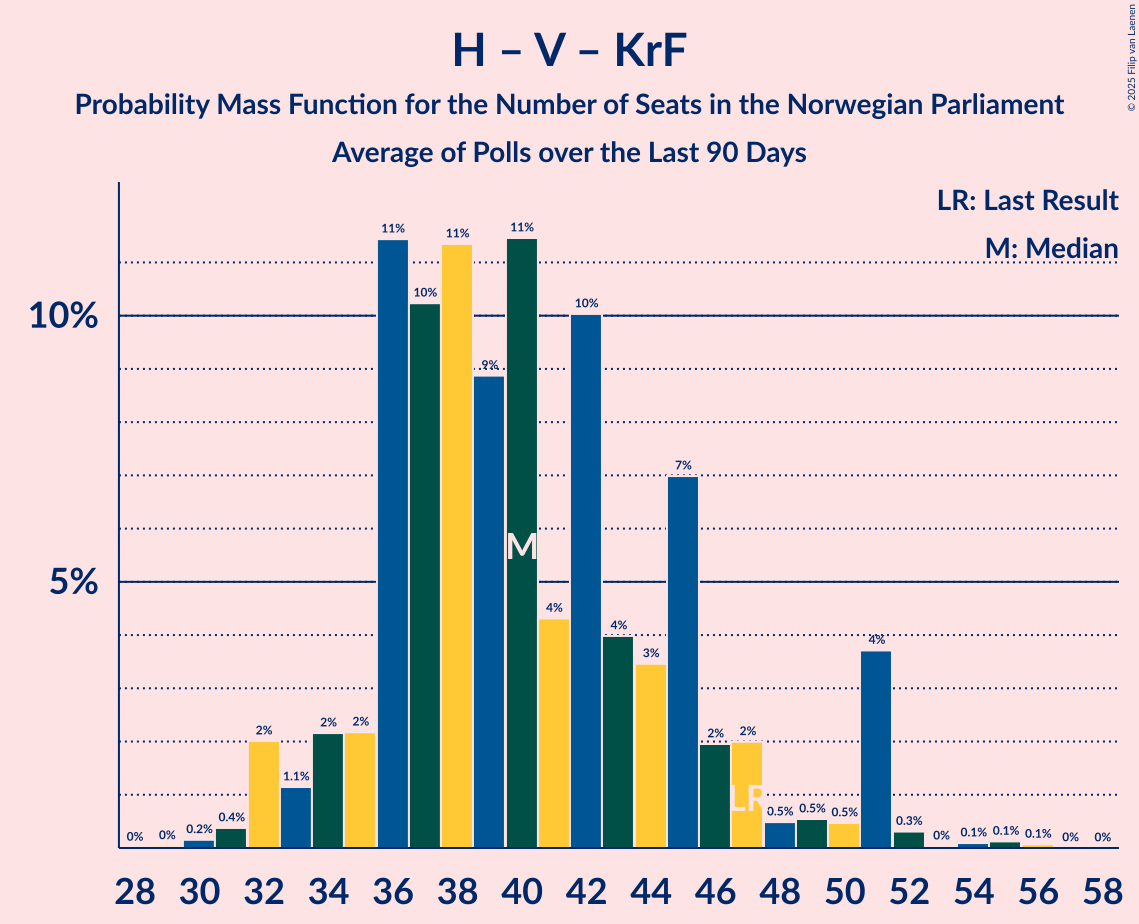 H – V – KrF
Probability Mass Function for the Number of Seats in the Norwegian Parliament
Average of Polls over the Last 90 Days
© 2025 Filip van Laenen
LR: Last Result
M: Median
10%
5%
0% 0% 0.2% 0.4% 2% 1.1% 2% 2% 11% 10% 11% 9% 11% 4% 10% 4% 3% 7% 2% 2% 0.5% 0.5% 0.5% 4% 0.3% 0% 0.1% 0.1% 0.1% 0% 0%
M
LR
28 30 32 34 36 38 40 42 44 46 48 50 52 54 56 58